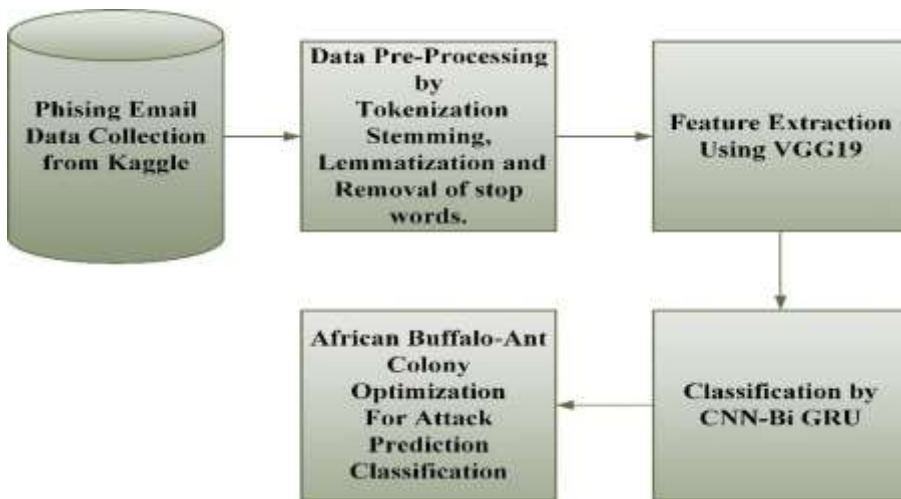 Phising Email
Data Collection
from Kaggle
Data Pre-Processing
by
Tokenization
Stemming,
Lemmatization and
Removal of stop
words.
Feature Extraction
Using VGG19
Classification by
CNN-Bi GRU
African Buffalo-Ant
Colony
Optimization
For Attack
Prediction
Classification